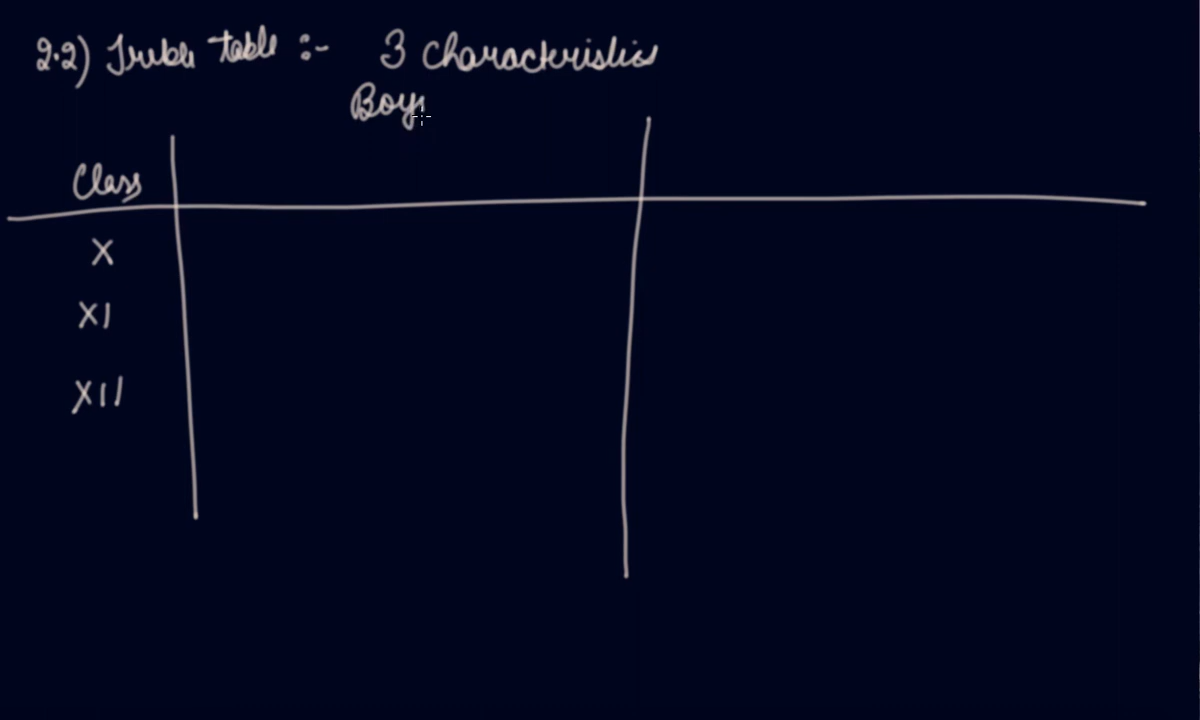 2.2) Treble table :- 3 Characteristics
Boys
Class
X
XI
XII